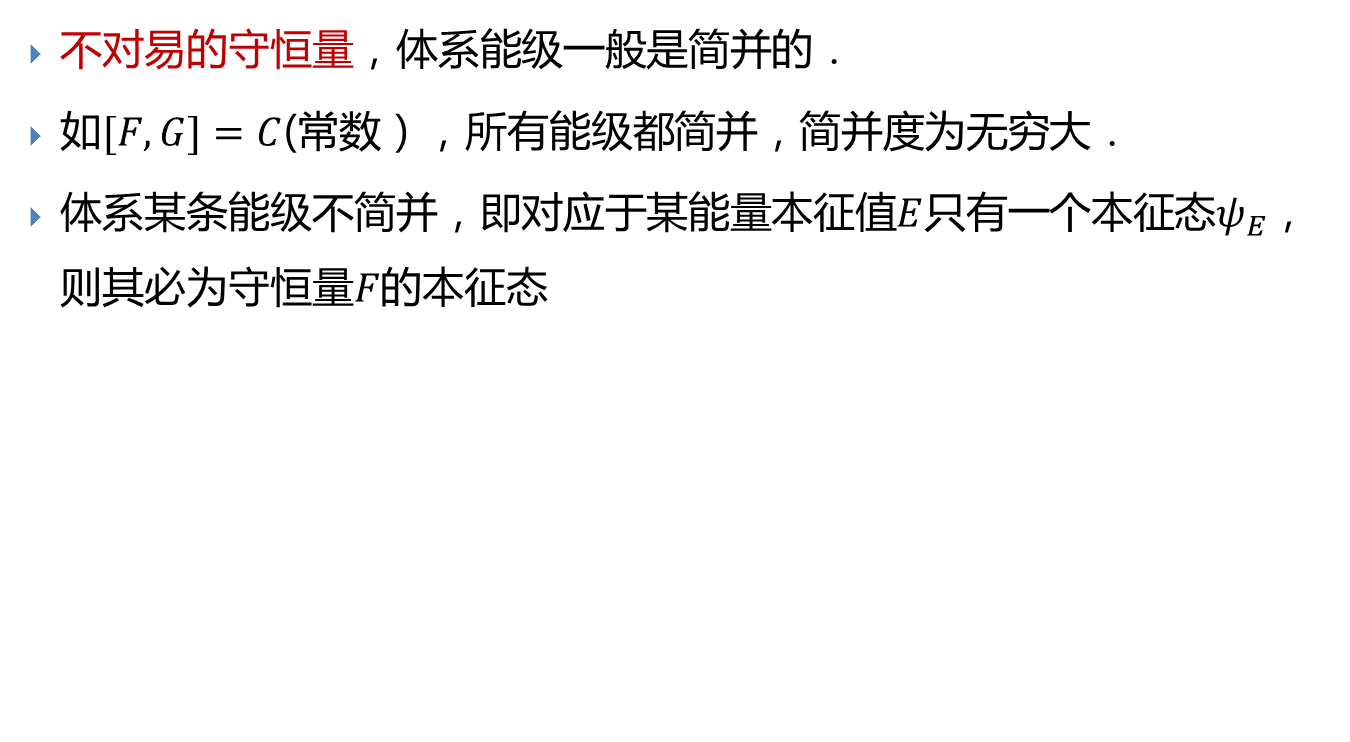 不对易的守恒量，体系能级一般是简并的．
如[F, G] = C(常数），所有能级都简并，简并度为无穷大．
体系某条能级不简并，即对应于某能量本征值E只有一个本征态ψ_E，
则其必为守恒量F的本征态